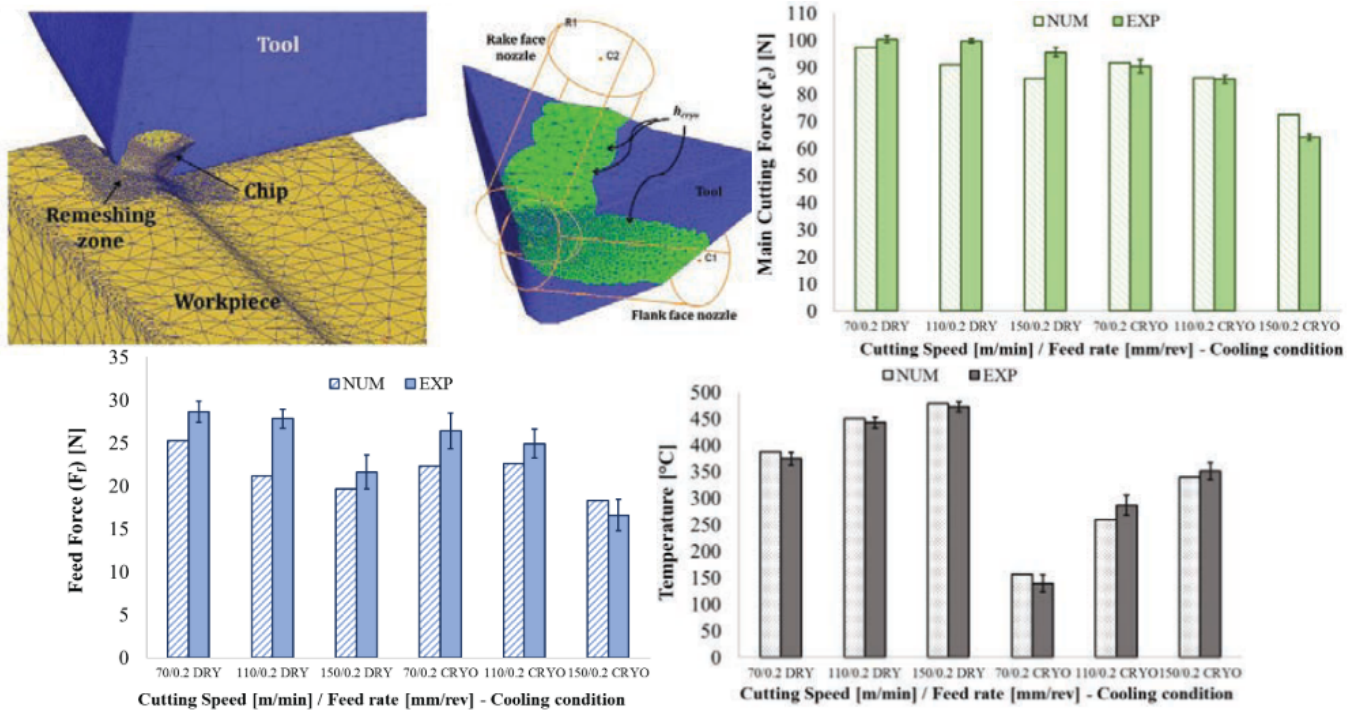 Tool
Chip
Remeshing
zone
Workpiece
R1
Rake face
nozzle
C2
hcryo
Tool
C1
Flank face nozzle
NUM EXP
Main Cutting Force (Fc) [N]
110
100
90
80
70
60
50
40
30
20
10
0
70/0.2 DRY 110/0.2 DRY 150/0.2 DRY 70/0.2 CRYO 110/0.2 CRYO 150/0.2 CRYO
Cutting Speed [m/min] / Feed rate [mm/rev] - Cooling condition
NUM EXP
Feed Force (Ff) [N]
35
30
25
20
15
10
5
0
70/0.2 DRY 110/0.2 DRY 150/0.2 DRY 70/0.2 CRYO 110/0.2 CRYO 150/0.2 CRYO
Cutting Speed [m/min] / Feed rate [mm/rev] - Cooling condition
NUM EXP
Temperature [°C]
500
450
400
350
300
250
200
150
100
50
0
70/0.2 DRY 110/0.2 DRY 150/0.2 DRY 70/0.2 CRYO 110/0.2 CRYO 150/0.2 CRYO
Cutting Speed [m/min] / Feed rate [mm/rev] - Cooling condition